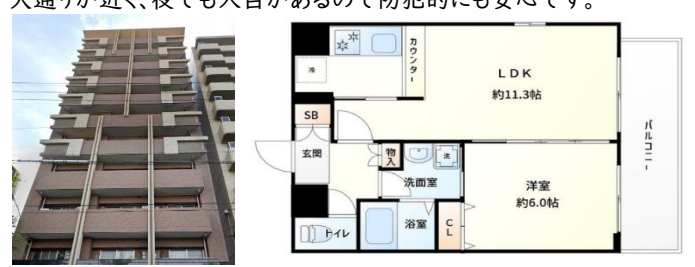 大通りが近く、夜でも人目があるので防犯的にも安心です。
カウンター
冷
LDK
約11.3帖
SB
玄関
物入
洗
洗面室
洋室
約6.0帖
バルコニー
トイレ
浴室
CL